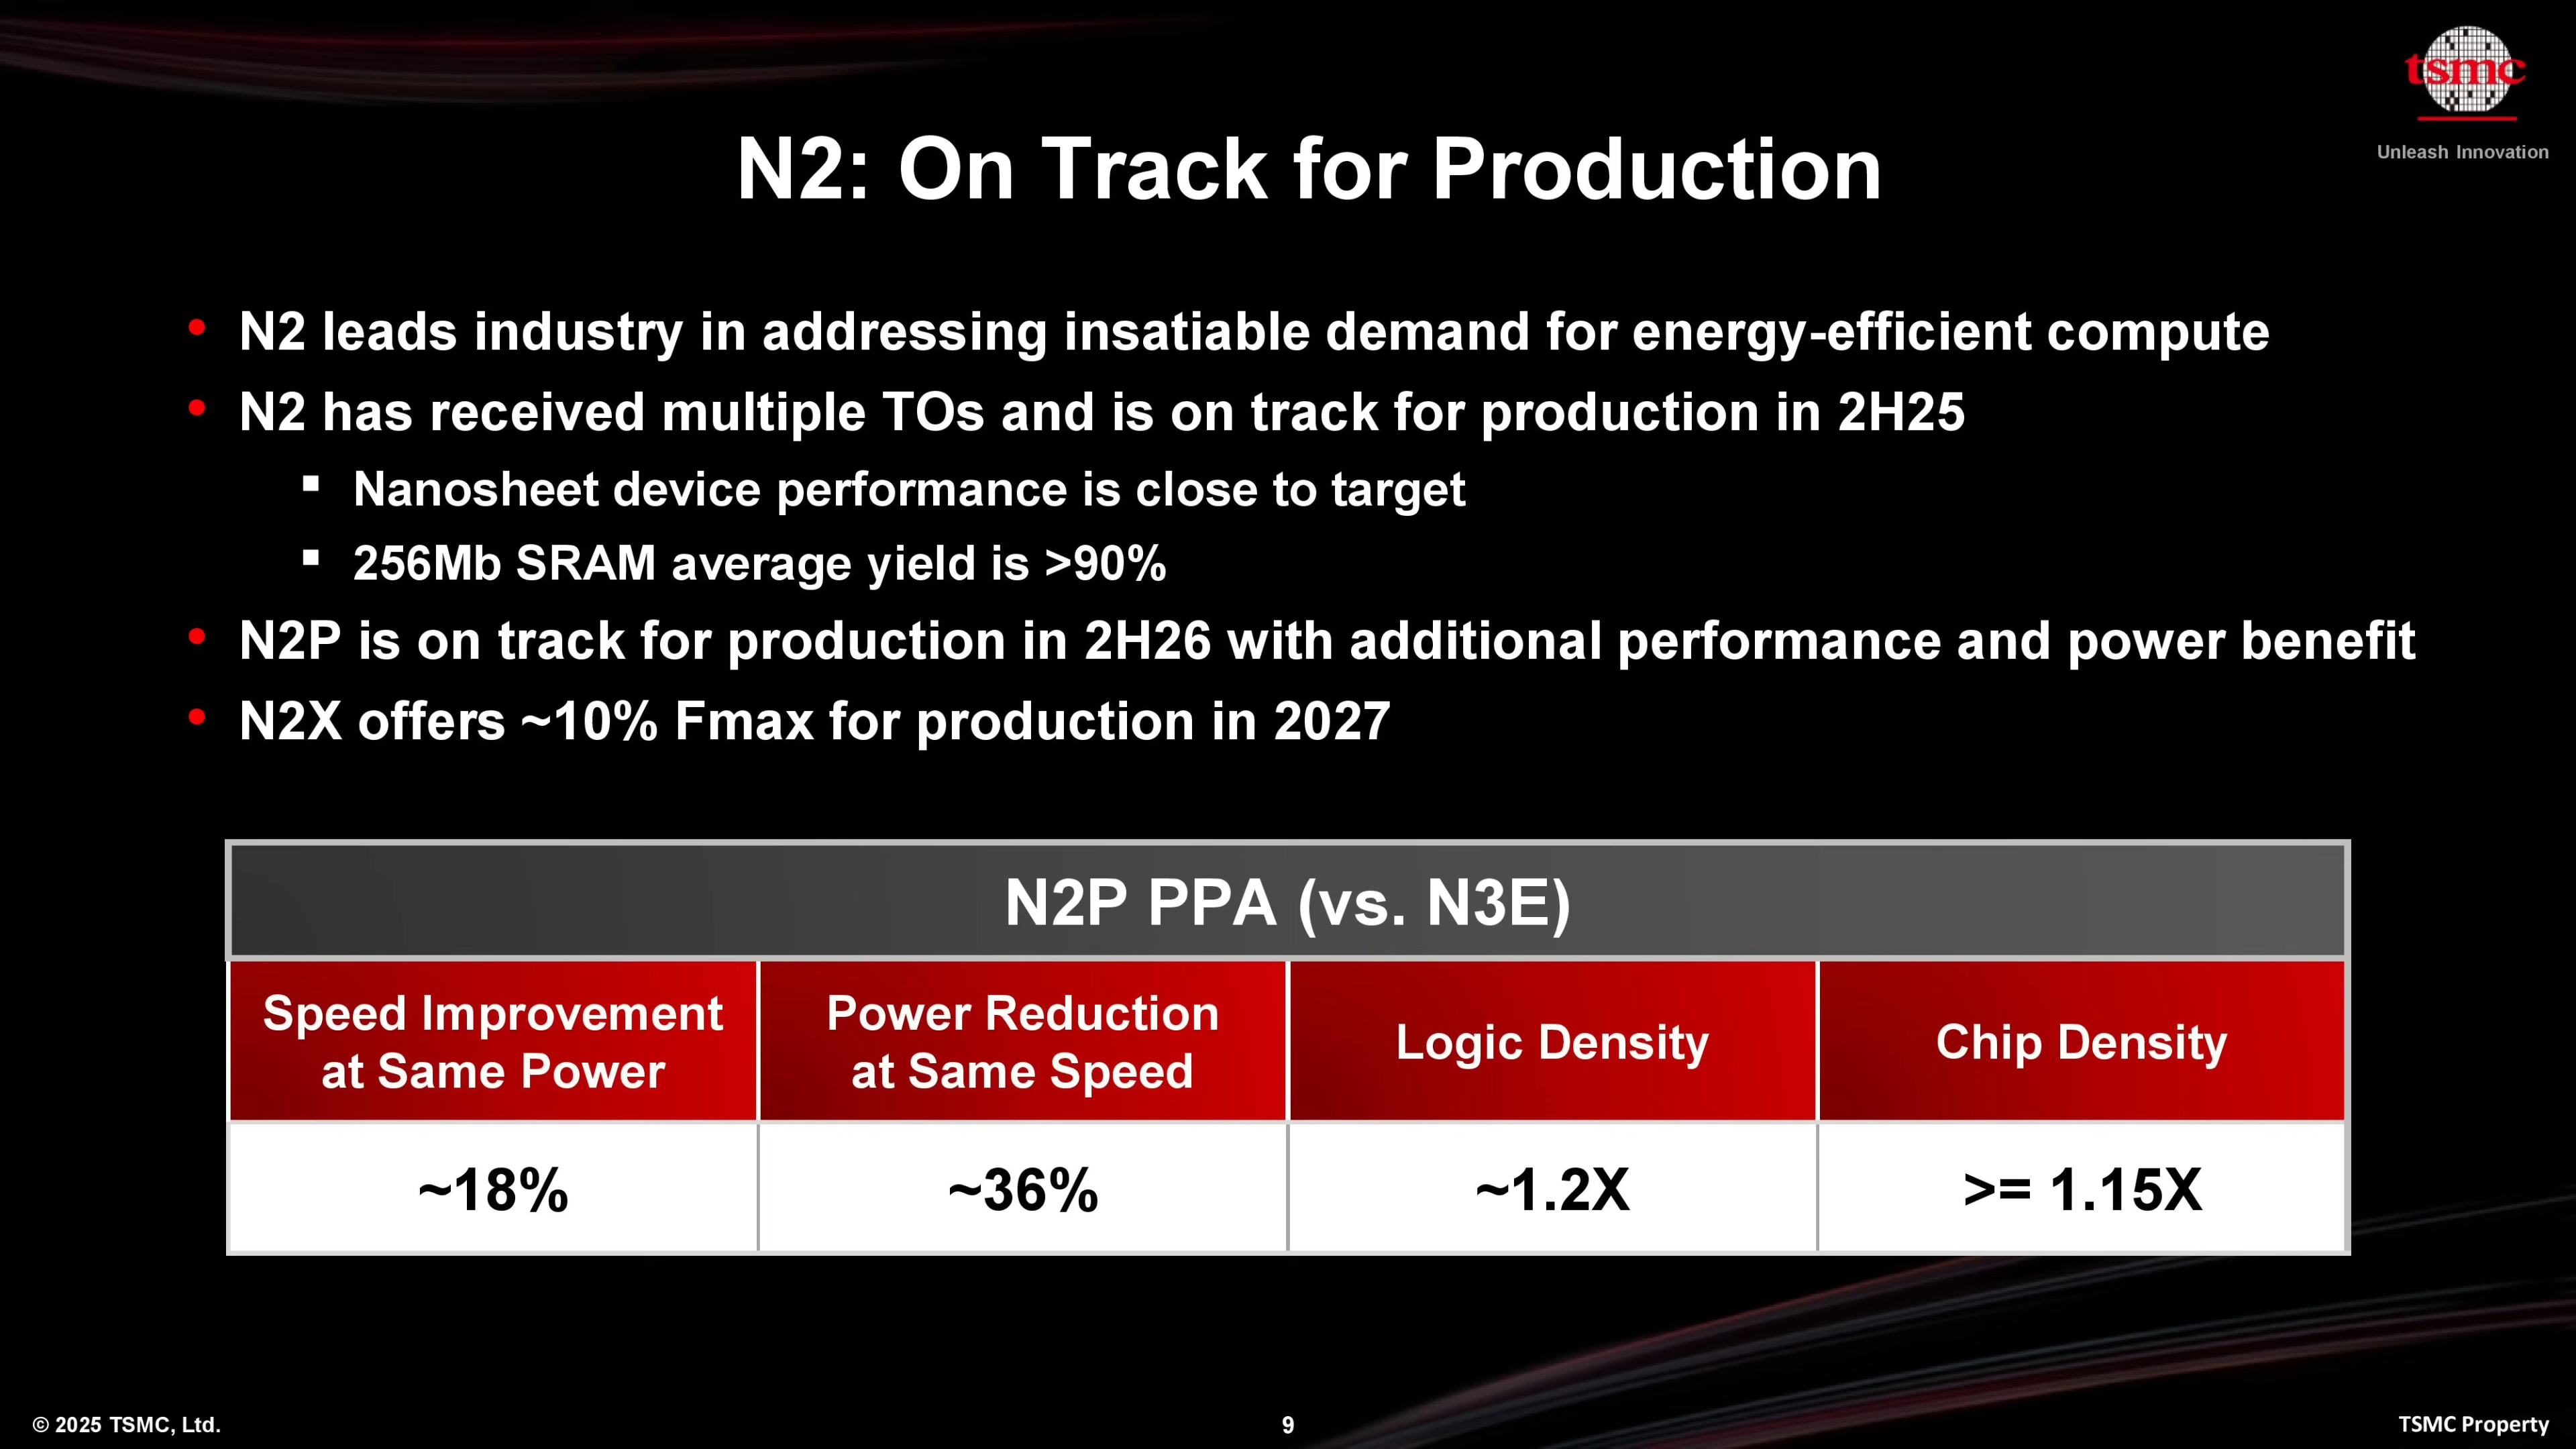 tsmc
Unleash Innovation
N2: On Track for Production
• N2 leads industry in addressing insatiable demand for energy-efficient compute
• N2 has received multiple TOs and is on track for production in 2H25
▪ Nanosheet device performance is close to target
▪ 256Mb SRAM average yield is >90%
• N2P is on track for production in 2H26 with additional performance and power benefit
• N2X offers ~10% Fmax for production in 2027
N2P PPA (vs. N3E)
Speed Improvement
at Same Power
Power Reduction
at Same Speed
Logic Density
Chip Density
~18%
~36%
~1.2X
>= 1.15X
© 2025 TSMC, Ltd.
9
TSMC Property